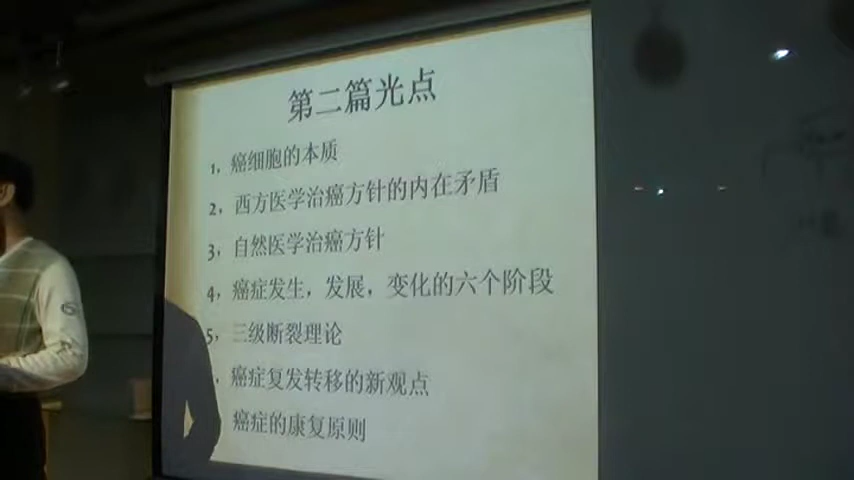 第二篇光点
1，癌细胞的本质
2，西方医学治癌方针的内在矛盾
3，自然医学治癌方针
4，癌症发生，发展，变化的六个阶段
5，三级断裂理论
，癌症复发转移的新观点
癌症的康复原则